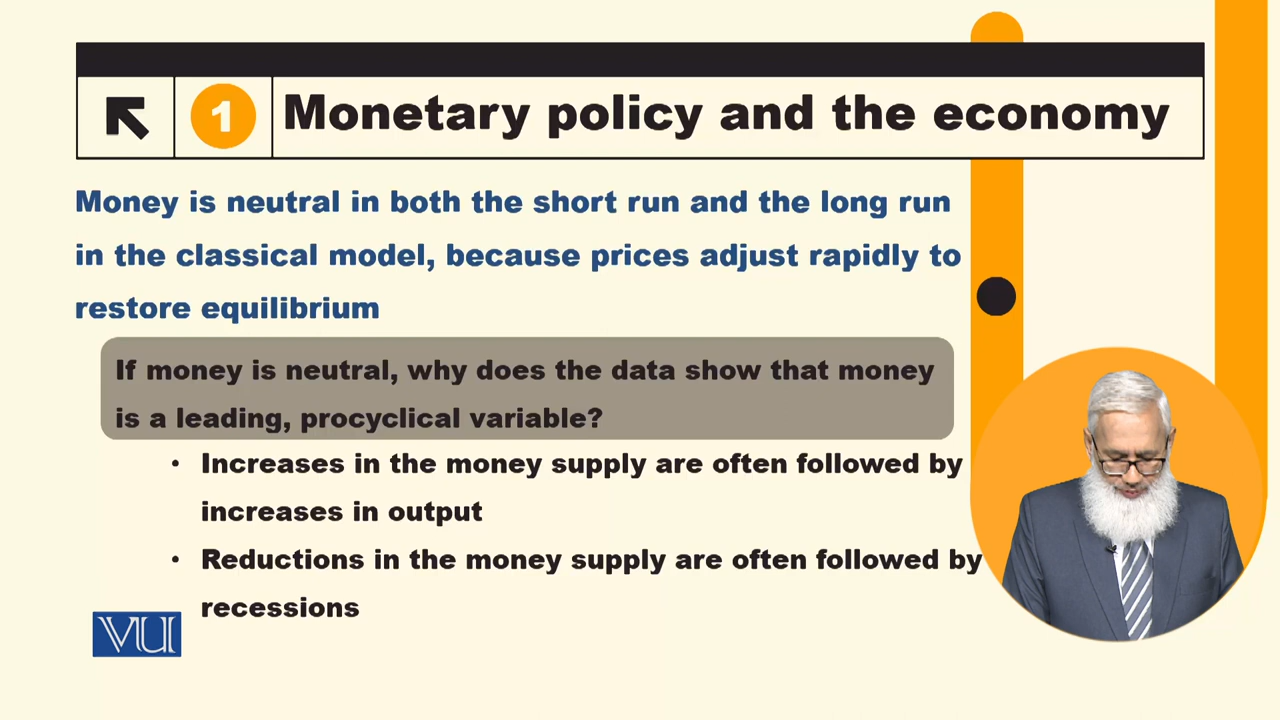 1
Monetary policy and the economy
Money is neutral in both the short run and the long run
in the classical model, because prices adjust rapidly to
restore equilibrium
If money is neutral, why does the data show that money
is a leading, procyclical variable?
• Increases in the money supply are often followed by
increases in output
• Reductions in the money supply are often followed by
recessions
VU